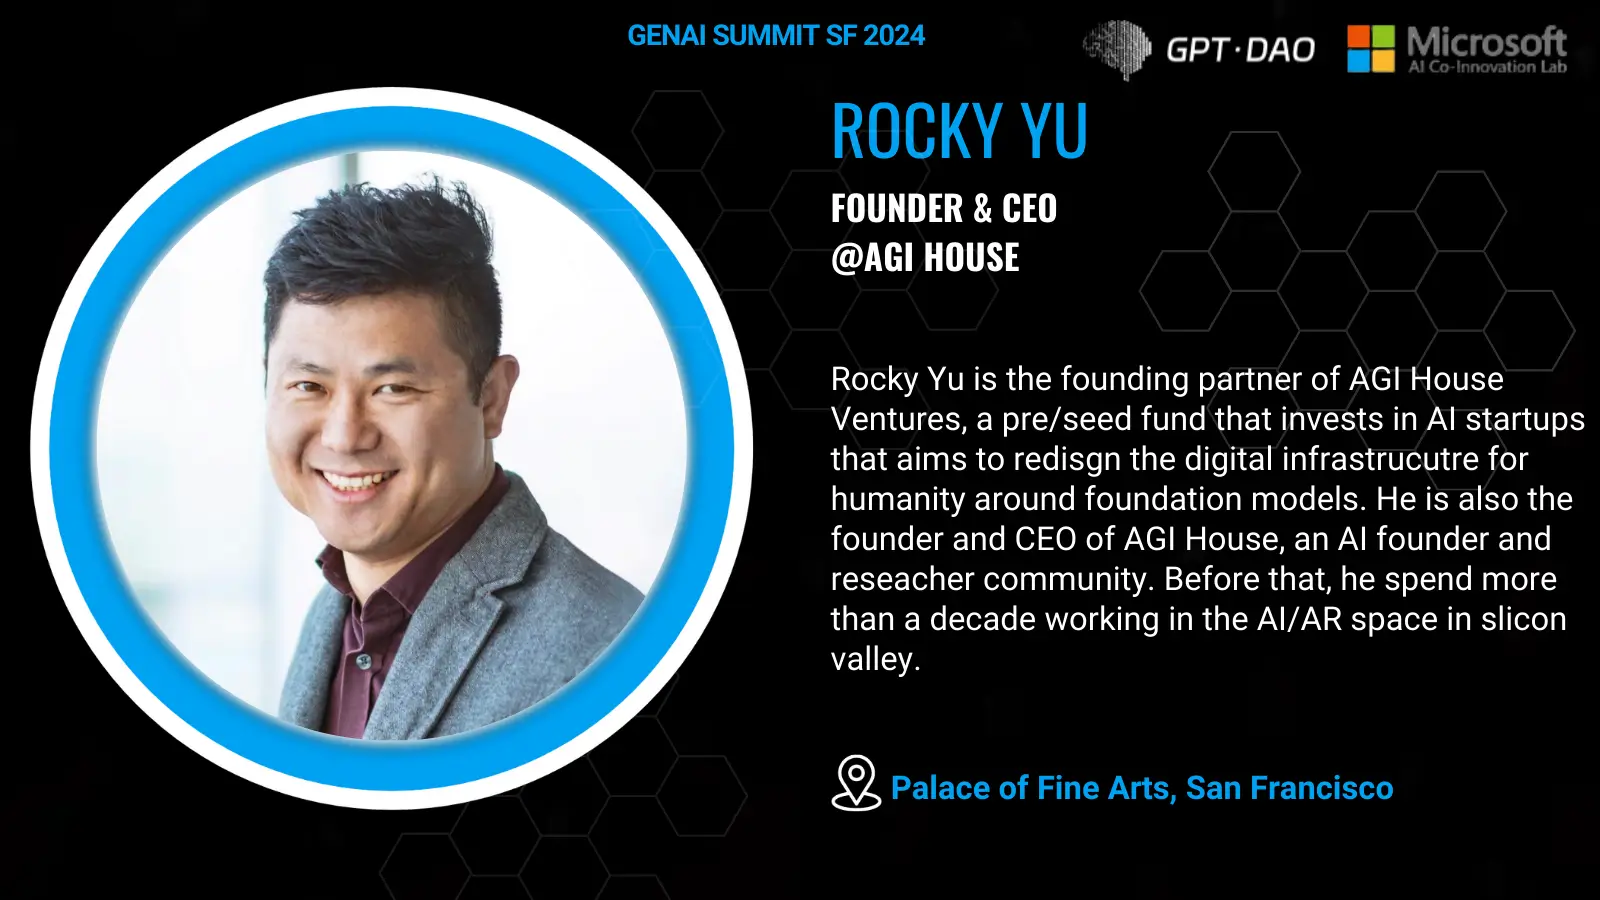 GENAI SUMMIT SF 2024
GPT·DAO
Microsoft
AI Co-Innovation Lab
ROCKY YU
FOUNDER & CEO
@AGI HOUSE
Rocky Yu is the founding partner of AGI House
Ventures, a pre/seed fund that invests in AI startups
that aims to redisgn the digital infrastrucutre for
humanity around foundation models. He is also the
founder and CEO of AGI House, an AI founder and
reseacher community. Before that, he spend more
than a decade working in the AI/AR space in slicon
valley.
Palace of Fine Arts, San Francisco